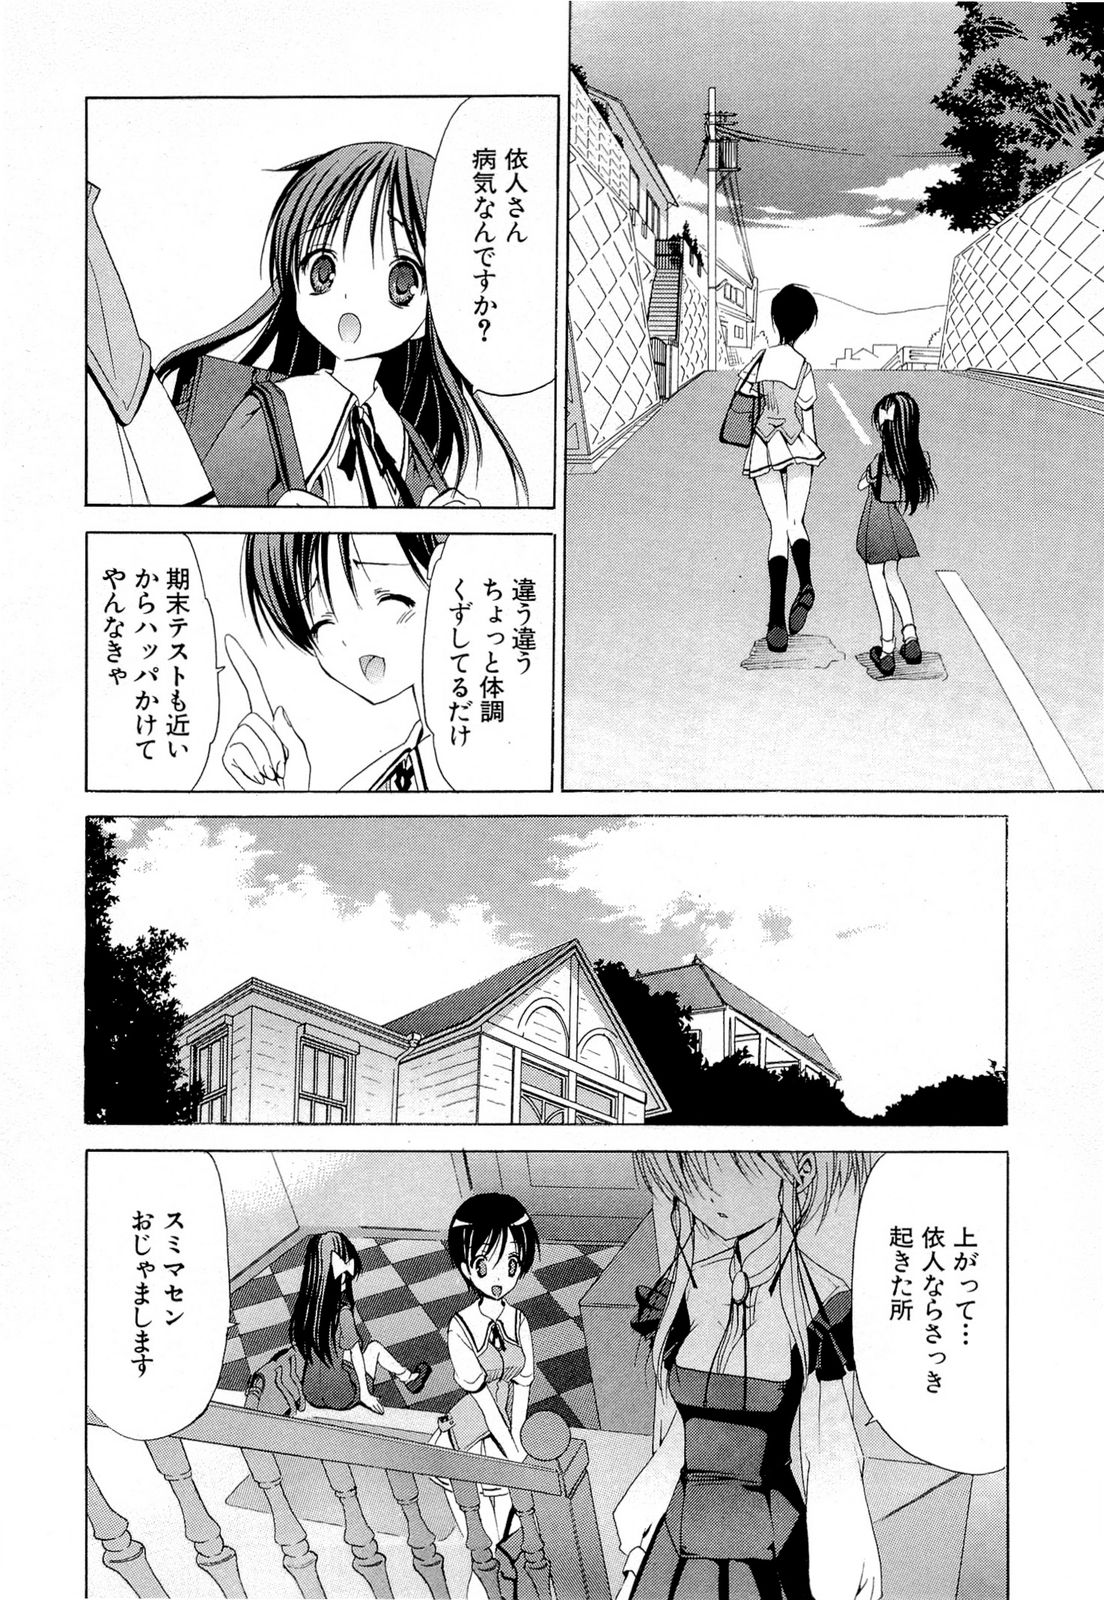 依人さん
病気なんですか？
違う違う
ちょっと体調
くずしてるだけ
期末テストも近い
からハッパかけて
やんなきゃ
上がって…
依人ならさっき
起きた所
スミマセン
おじゃまします